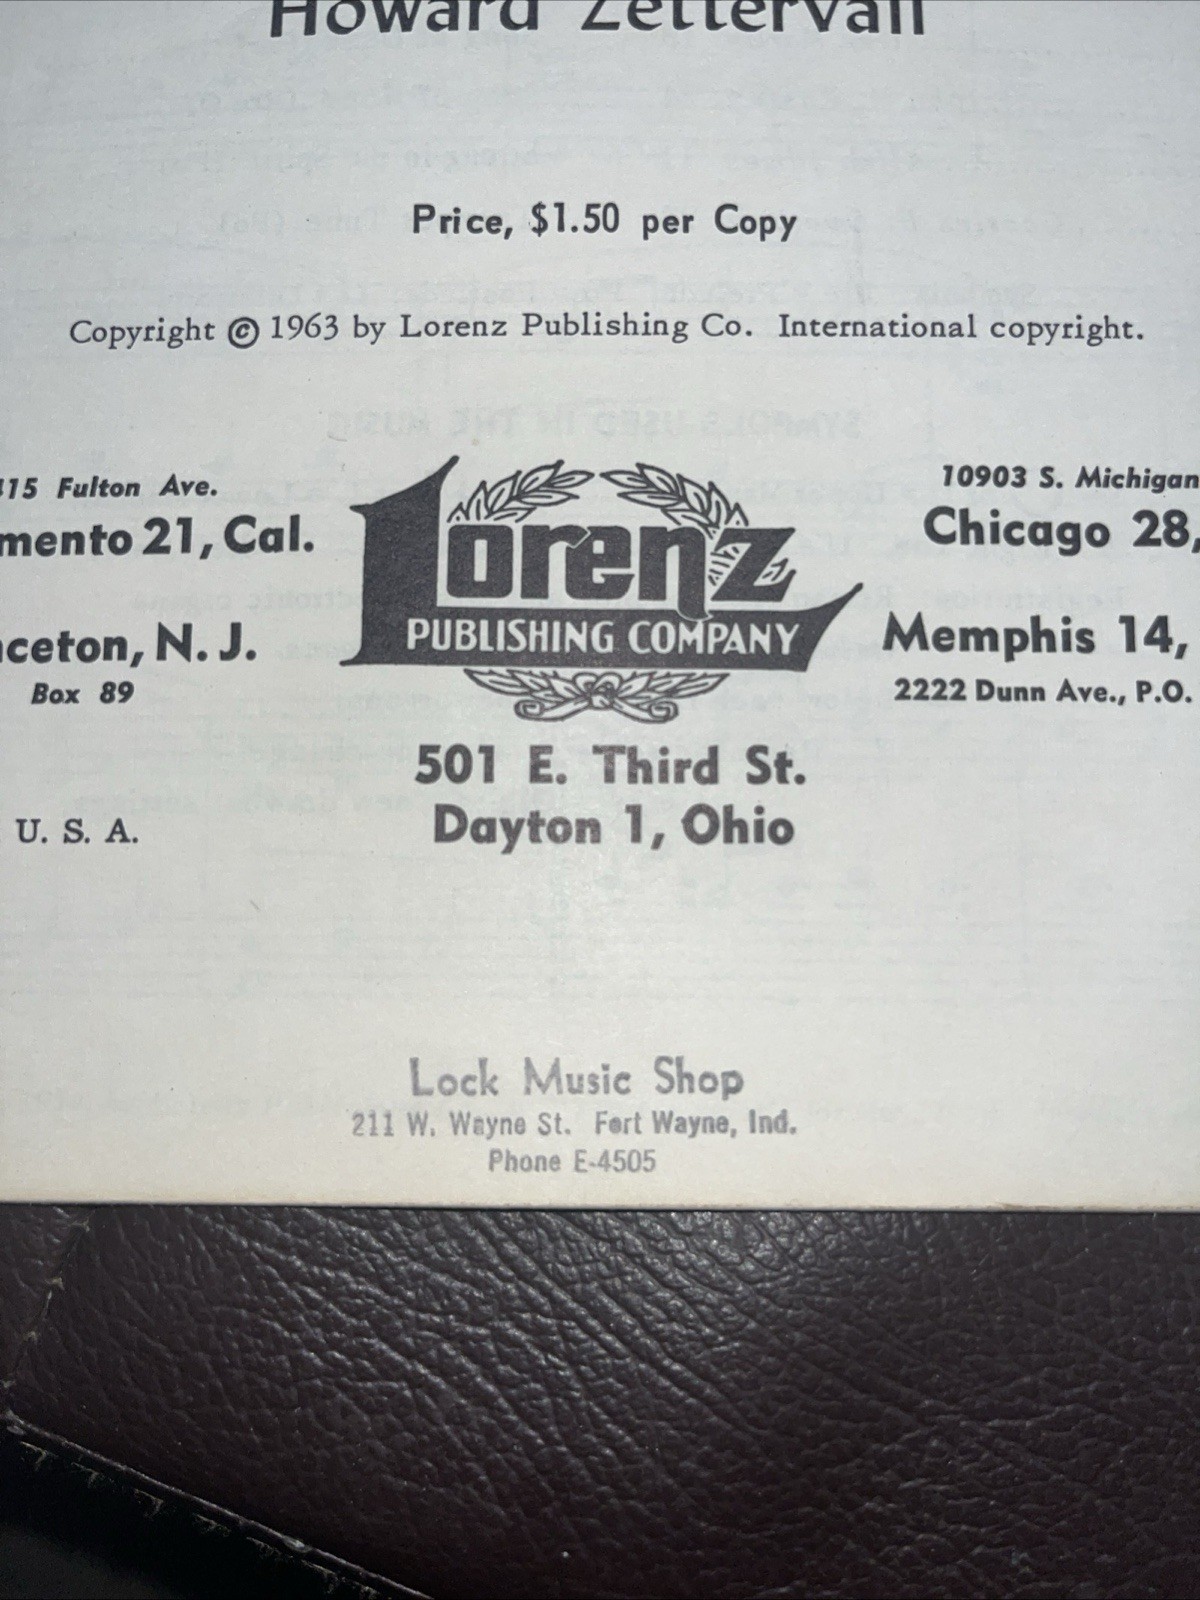 Howard Zettervall
Price, $1.50 per Copy
Copyright © 1963 by Lorenz Publishing Co. International copyright.
415 Fulton Ave.
mento 21, Cal.
10903 S. Michigan
Chicago 28,
Lorenz
PUBLISHING COMPANY
ceton, N. J.
Box 89
Memphis 14,
2222 Dunn Ave., P.O.
501 E. Third St.
Dayton 1, Ohio
U. S. A.
Lock Music Shop
211 W. Wayne St. Fort Wayne, Ind.
Phone E-4505